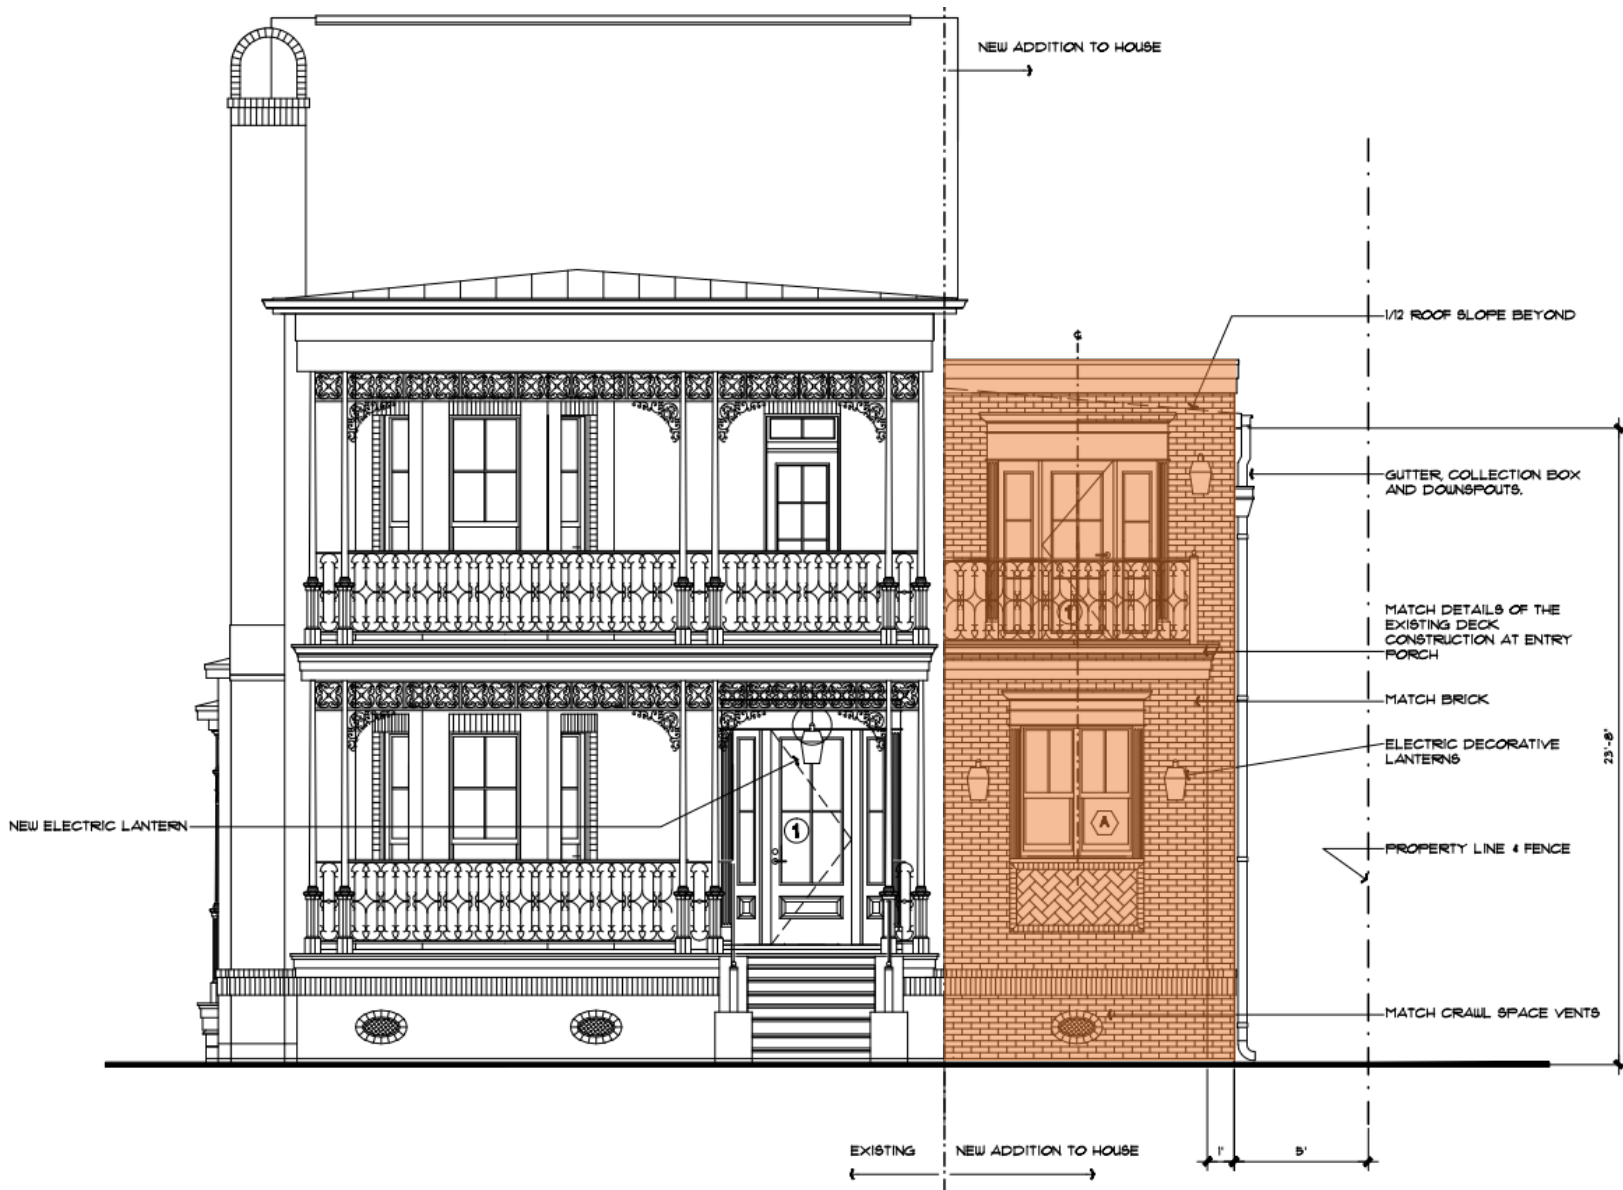 NEW ADDITION TO HOUSE
1/12 ROOF SLOPE BEYOND
℄
GUTTER, COLLECTION BOX
AND DOWNSPOUTS.
1
MATCH DETAILS OF THE
EXISTING DECK
CONSTRUCTION AT ENTRY
PORCH
MATCH BRICK
ELECTRIC DECORATIVE
LANTERNS
23'-8"
NEW ELECTRIC LANTERN
1
A
PROPERTY LINE & FENCE
MATCH CRAWL SPACE VENTS
EXISTING
NEW ADDITION TO HOUSE
1'
5'